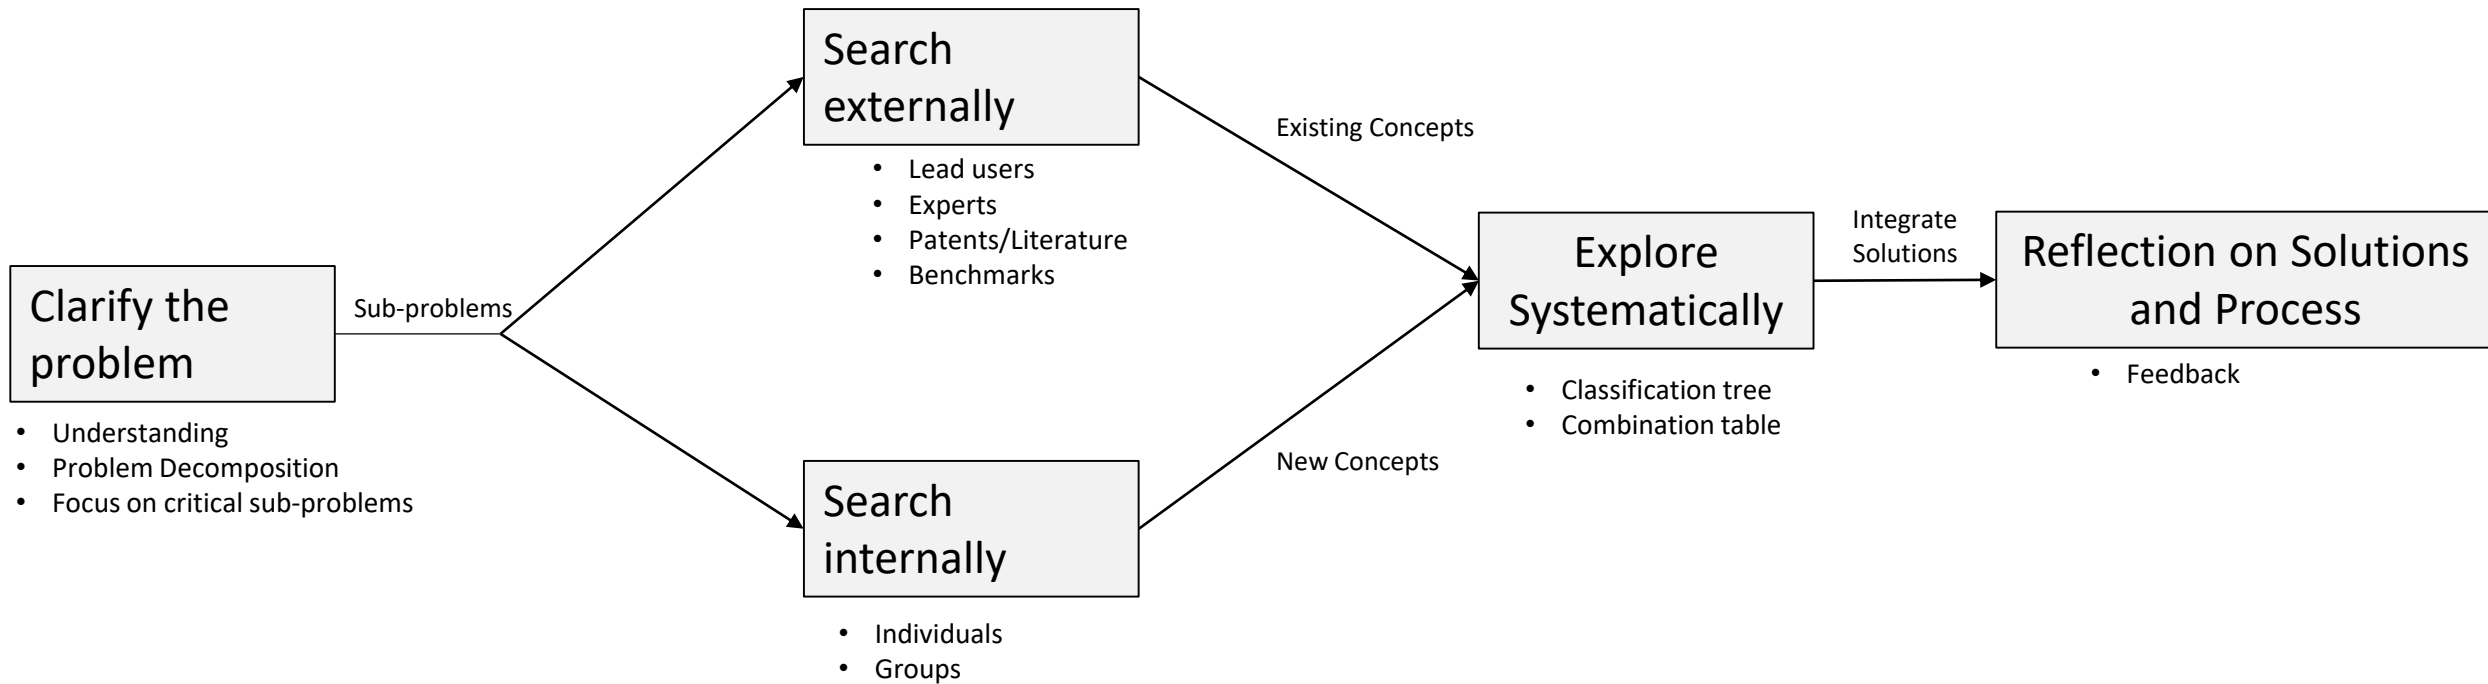 Clarify the
problem
• Understanding
• Problem Decomposition
• Focus on critical sub-problems
Sub-problems
Search
externally
• Lead users
• Experts
• Patents/Literature
• Benchmarks
Search
internally
• Individuals
• Groups
Existing Concepts
New Concepts
Explore
Systematically
• Classification tree
• Combination table
Integrate
Solutions
Reflection on Solutions
and Process
• Feedback